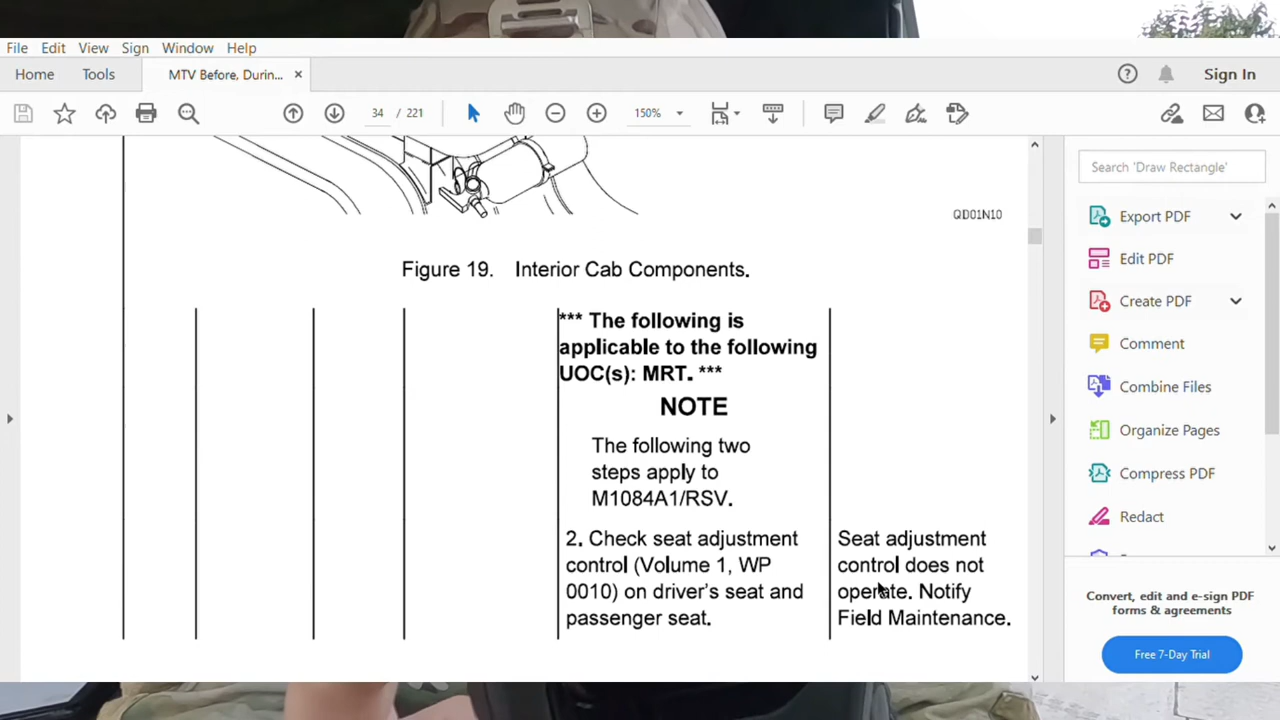 File Edit View Sign Window Help
Home Tools MTV Before, Durin... × Sign In
34 / 221 150%
Search 'Draw Rectangle'
QD01N10
Export PDF
Figure 19. Interior Cab Components.
Edit PDF
Create PDF
*** The following is
applicable to the following
UOC(s): MRT. ***
NOTE
The following two
steps apply to
M1084A1/RSV.
2. Check seat adjustment
control (Volume 1, WP
0010) on driver's seat and
passenger seat.
Seat adjustment
control does not
operate. Notify
Field Maintenance.
Comment
Combine Files
Organize Pages
Compress PDF
Redact
Convert, edit and e-sign PDF
forms & agreements
Free 7-Day Trial